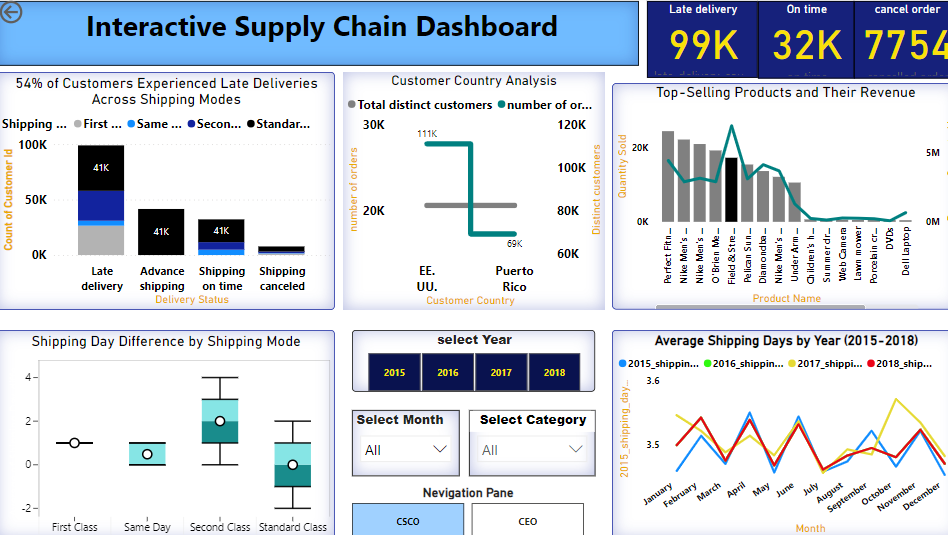 Interactive Supply Chain Dashboard
Late delivery
99K
On time
32K
cancel order
7754
54% of Customers Experienced Late Deliveries
Across Shipping Modes
Shipping ... First ... Same ... Secon... Standar...
Count of Customer Id
100K
50K
0K
41K
41K
41K
Late
delivery
Advance
shipping
Shipping
on time
Shipping
canceled
Delivery Status
Customer Country Analysis
Total distinct customers number of or...
number of orders
30K
20K
111K
69K
120K
100K
80K
60K
Distinct customers
EE.
UU.
Puerto
Rico
Customer Country
Top-Selling Products and Their Revenue
Quantity Sold
20K
0K
5M
0M
Perfect Fitn...
Nike Men's ...
Nike Men's ...
O'Brien Me...
Field & Stre...
Pelican Sun...
Diamondba...
Nike Men's ...
Under Arm...
Children's h...
Summer dr...
Web Camera
Lawn mower
Porcelain cr...
DVDs
Dell Laptop
Product Name
Shipping Day Difference by Shipping Mode
4
2
0
-2
First Class
Same Day
Second Class
Standard Class
select Year
2015
2016
2017
2018
Select Month
All
Select Category
All
Nevigation Pane
CSCO
CEO
Average Shipping Days by Year (2015-2018)
2015_shippin... 2016_shippin... 2017_shippi... 2018_ship...
2015_shipping_day...
3.6
3.5
January
February
March
April
May
June
July
August
September
October
November
December
Month